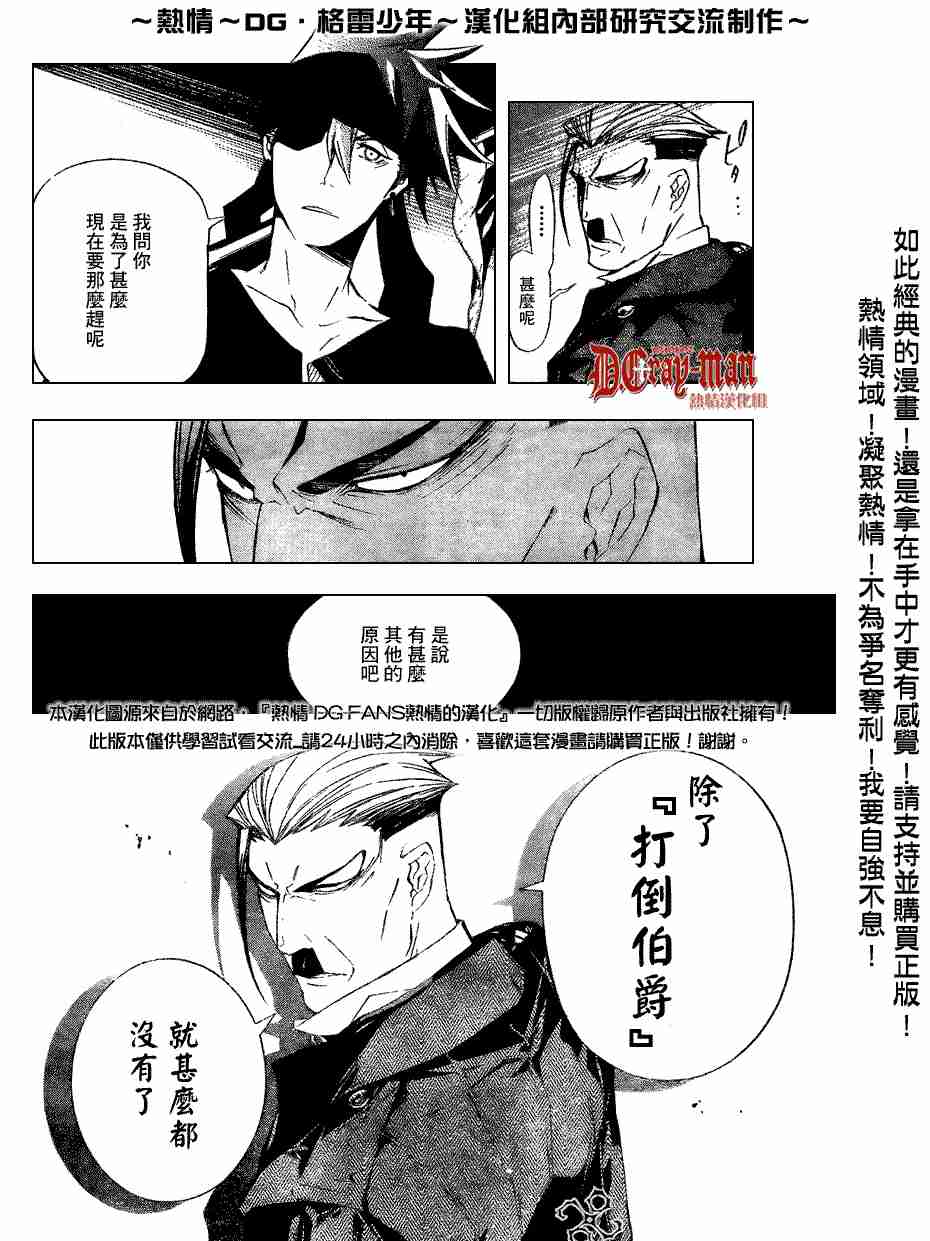 ～熱情～DG·格雷少年～漢化組內部研究交流制作～
……
甚麼呢
我問你
是為了甚麼
現在要那麼趕呢
D.Gray-Man
熱情漢化組
是說
有甚麼
其他的
原因吧
本漢化圖源來自於網路，『熱情 DG FANS熱情的漢化』一切版權歸原作者與出版社擁有！
此版本僅供學習試看交流 請24小時之內消除，喜歡這套漫畫請購買正版！謝謝。
除了
『打倒伯爵』
就甚麼都
沒有了
如此經典的漫畫！還是拿在手中才更有感覺！請支持並購買正版！
熱情領域！凝聚熱情！不為爭名奪利！我要自強不息！